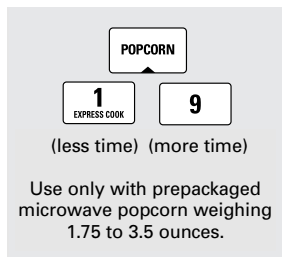 POPCORN
1 9
EXPRESS COOK
(less time) (more time)
Use only with prepackaged
microwave popcorn weighing
1.75 to 3.5 ounces.